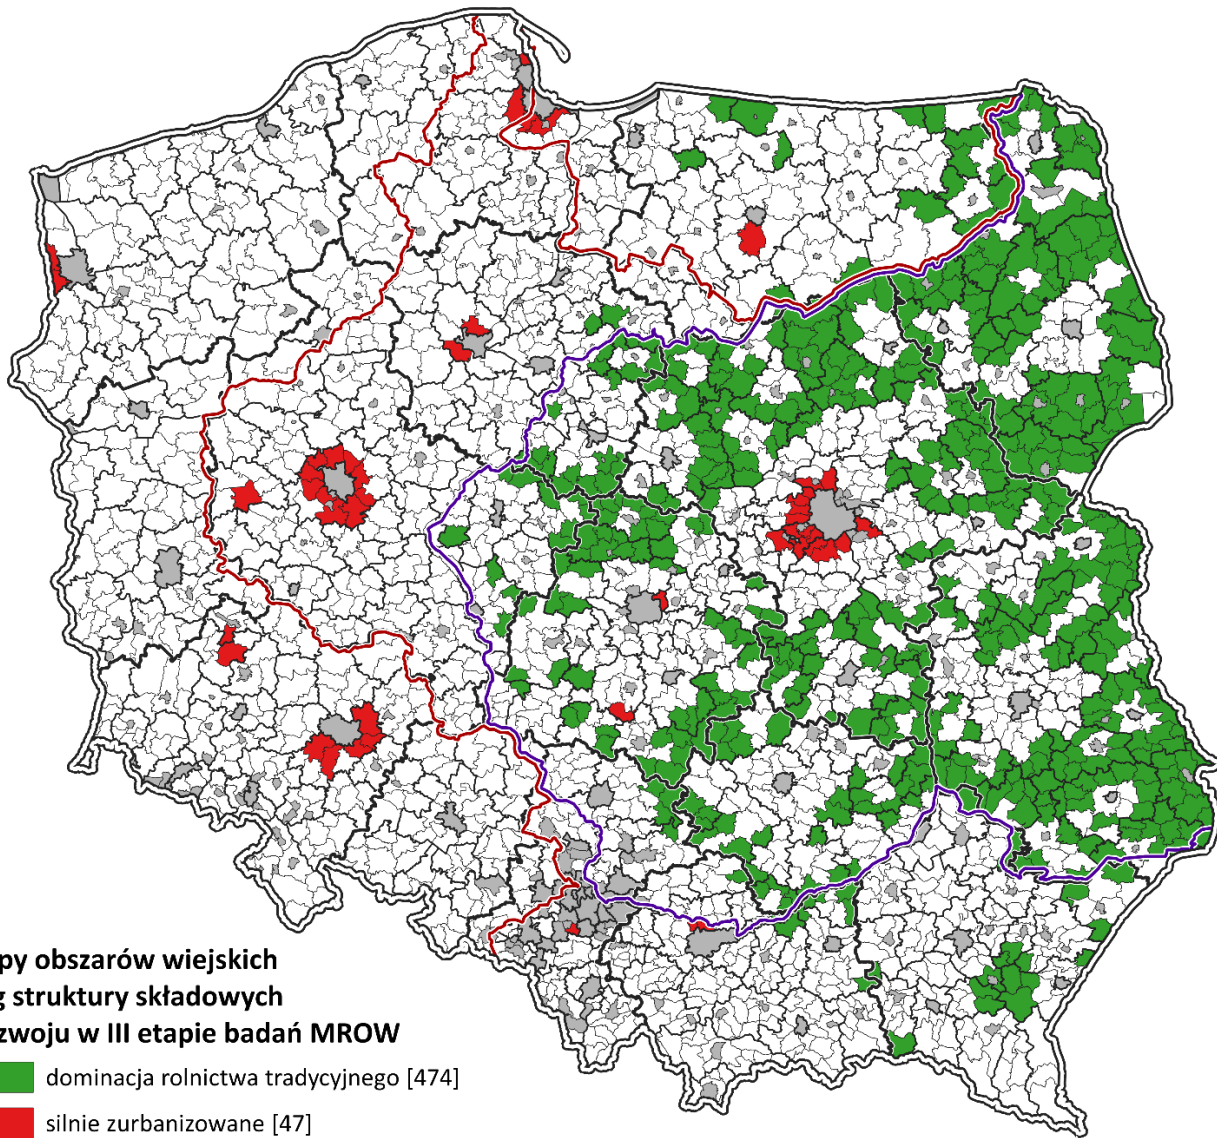 py obszarów wiejskich
g struktury składowych
zwoju w III etapie badań MROW
dominacja rolnictwa tradycyjnego [474]
silnie zurbanizowane [47]